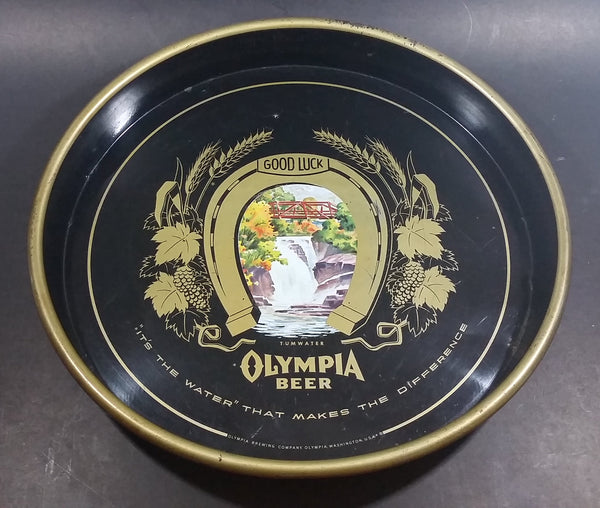 GOOD LUCK
TUMWATER
OLYMPIA
BEER
"IT'S THE WATER" THAT MAKES THE DIFFERENCE
OLYMPIA BREWING COMPANY, OLYMPIA, WASHINGTON, U.S.A.